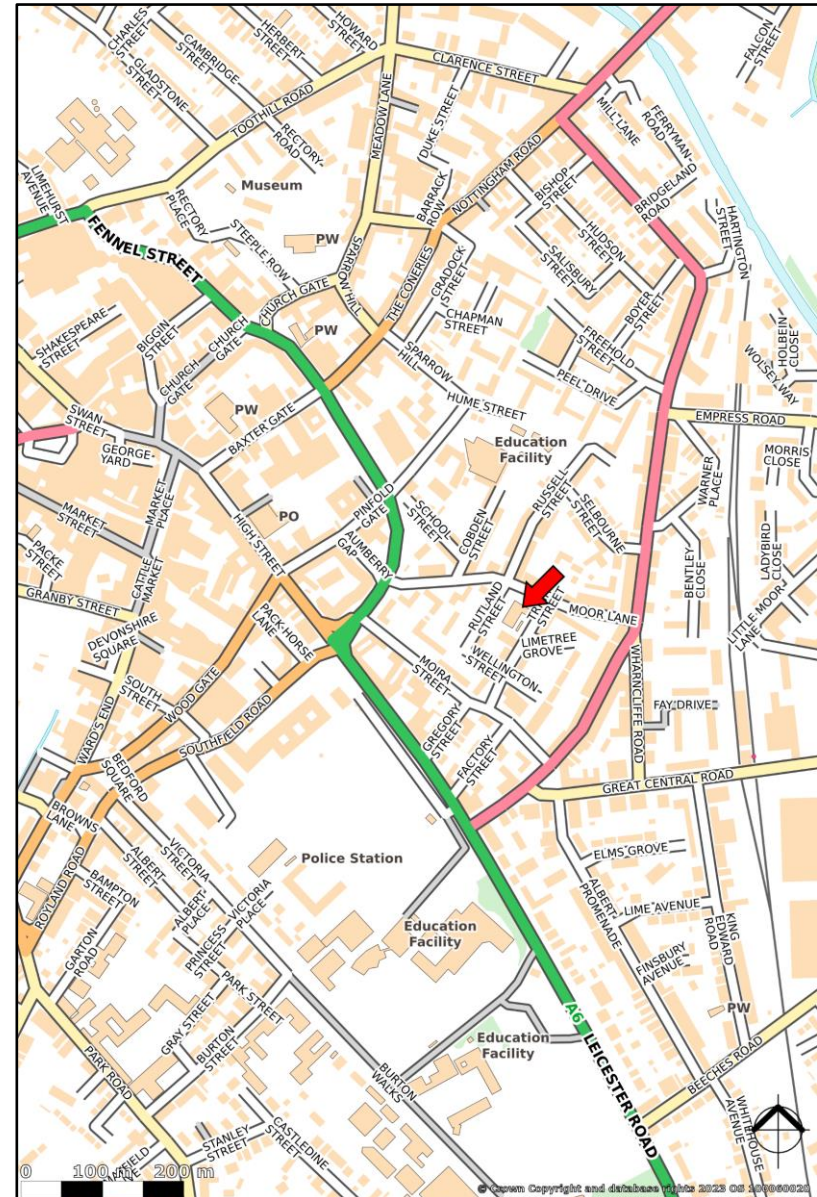 HOWARD STREET
HERBERT STREET
CHARLES STREET
CAMBRIDGE STREET
GLADSTONE STREET
TOOTHILL ROAD
RECTORY ROAD
CLARENCE STREET
FALCON STREET
MEADOW LANE
DUKE STREET
MILL LANE
FERRYMAN ROAD
LIMEHURST AVENUE
Museum
RECTORY PLACE
BARRACK ROW
NOTTINGHAM ROAD
BISHOP STREET
BRIDGELAND ROAD
FENNEL STREET
STEEPLE ROW
PW
SPARROW HILL
HUDSON STREET
HARTINGTON STREET
SALISBURY STREET
CHURCH GATE
THE CONERIES
CRADOCK STREET
BOYER STREET
CHAPMAN STREET
SHAKESPEARE STREET
BIGGIN STREET
CHURCH GATE
PW
FREEHOLD STREET
HOLBEIN CLOSE
WOLSEY WAY
CHURCH GATE
SPARROW HILL
PEEL DRIVE
HUME STREET
SWAN STREET
PW
BAXTER GATE
EMPRESS ROAD
GEORGE YARD
Education Facility
MORRIS CLOSE
MARKET PLACE
MARKET STREET
HIGH STREET
PO
PINFOLD GATE
SCHOOL STREET
COBDEN STREET
RUSSELL STREET
SELBOURNE STREET
WARNER PLACE
PACKE STREET
CATTLE MARKET
AUMBERRY GAP
BENTLEY CLOSE
LADYBIRD CLOSE
GRANBY STREET
RUTLAND STREET
MOOR LANE
LITTLE MOOR LANE
DEVONSHIRE SQUARE
PACK-HORSE LANE
LIMETREE GROVE
WELLINGTON STREET
MOIRA STREET
SOUTH STREET
WOOD GATE
SOUTHFIELD ROAD
WHARNCLIFFE ROAD
FAY DRIVE
WARD'S END
GREGORY STREET
FACTORY STREET
BEDFORD SQUARE
GREAT CENTRAL ROAD
BROWNS LANE
VICTORIA STREET
ALBERT STREET
Police Station
ELMS GROVE
ROYLAND ROAD
BAMPTON STREET
ALBERT PLACE
VICTORIA PLACE
ALBERT PROMENADE
LIME AVENUE
PRINCESS STREET
Education Facility
KING EDWARD ROAD
GARTON ROAD
PARK STREET
FINSBURY AVENUE
PW
GRAY STREET
BURTON STREET
A6 LEICESTER ROAD
Education Facility
PARK ROAD
BURTON WALKS
BEECHES ROAD
WHITEHOUSE AVENUE
STANLEY STREET
CASTLEDINE STREET
0 100 m 200 m
© Crown Copyright and database rights 2023 OS 100060020